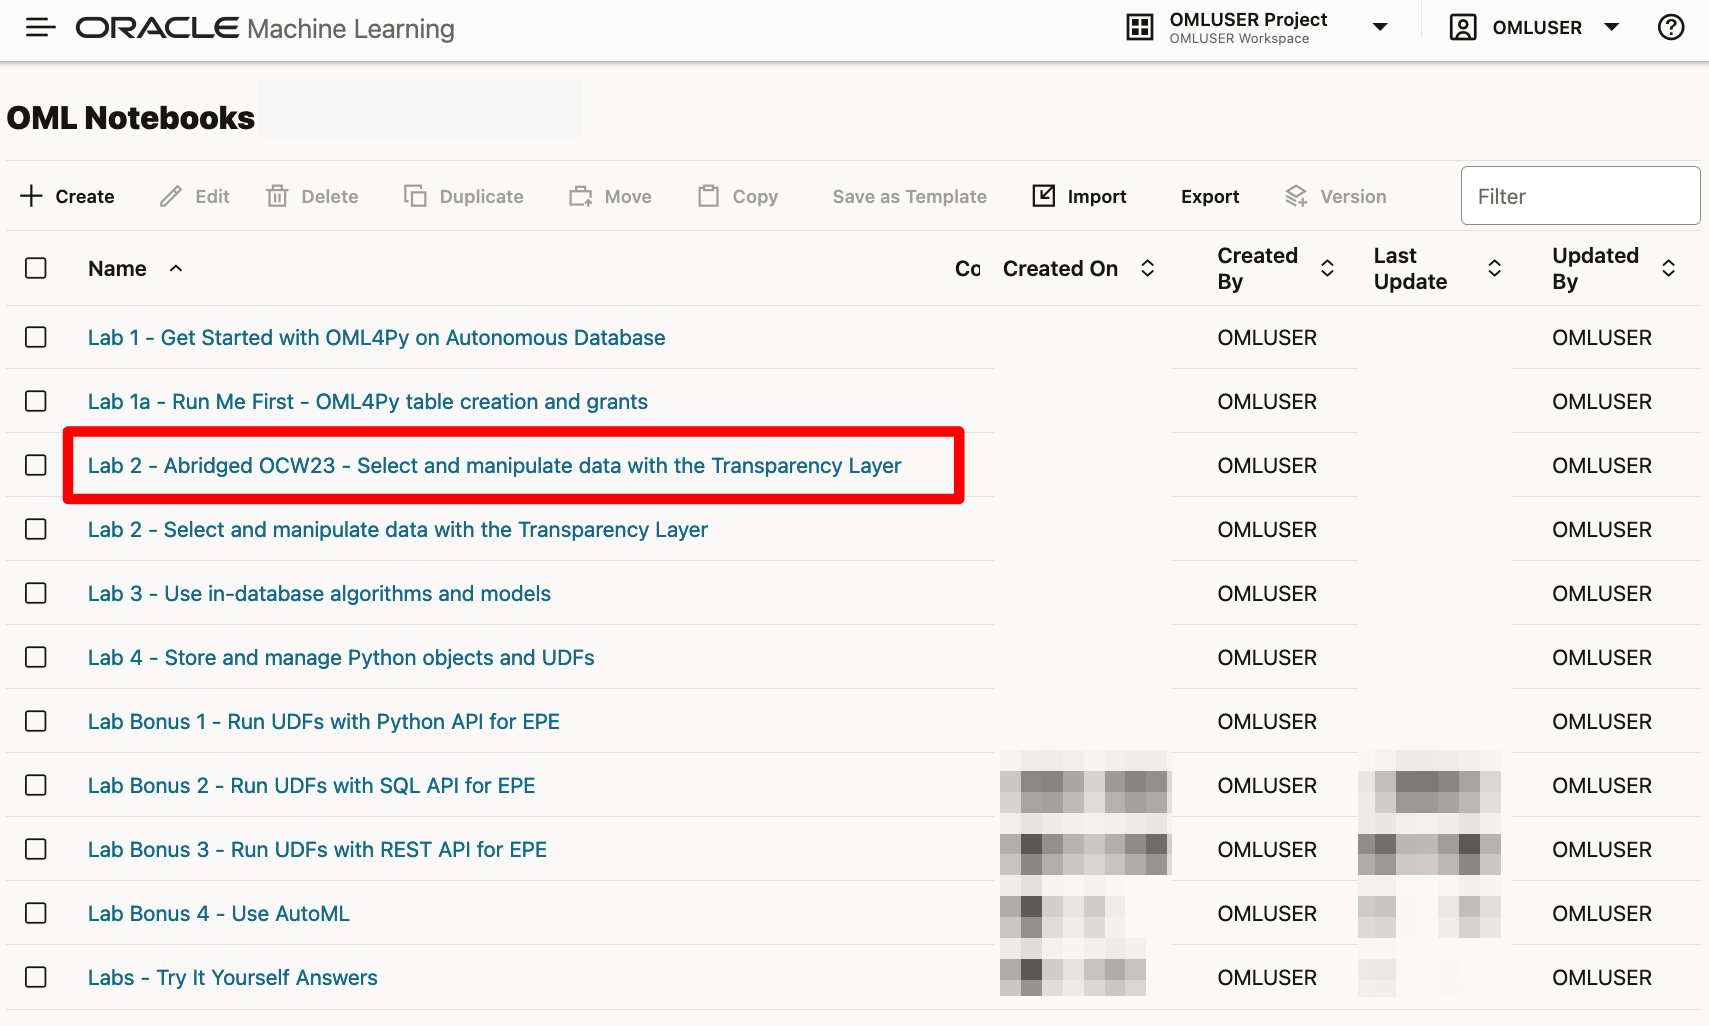 ORACLE Machine Learning
OMLUSER Project
OMLUSER Workspace
OMLUSER
OML Notebooks
Create Edit Delete Duplicate Move Copy Save as Template Import Export Version Filter
Name Co Created On Created By Last Update Updated By
Lab 1 - Get Started with OML4Py on Autonomous Database OMLUSER OMLUSER
Lab 1a - Run Me First - OML4Py table creation and grants OMLUSER OMLUSER
Lab 2 - Abridged OCW23 - Select and manipulate data with the Transparency Layer OMLUSER OMLUSER
Lab 2 - Select and manipulate data with the Transparency Layer OMLUSER OMLUSER
Lab 3 - Use in-database algorithms and models OMLUSER OMLUSER
Lab 4 - Store and manage Python objects and UDFs OMLUSER OMLUSER
Lab Bonus 1 - Run UDFs with Python API for EPE OMLUSER OMLUSER
Lab Bonus 2 - Run UDFs with SQL API for EPE OMLUSER OMLUSER
Lab Bonus 3 - Run UDFs with REST API for EPE OMLUSER OMLUSER
Lab Bonus 4 - Use AutoML OMLUSER OMLUSER
Labs - Try It Yourself Answers OMLUSER OMLUSER